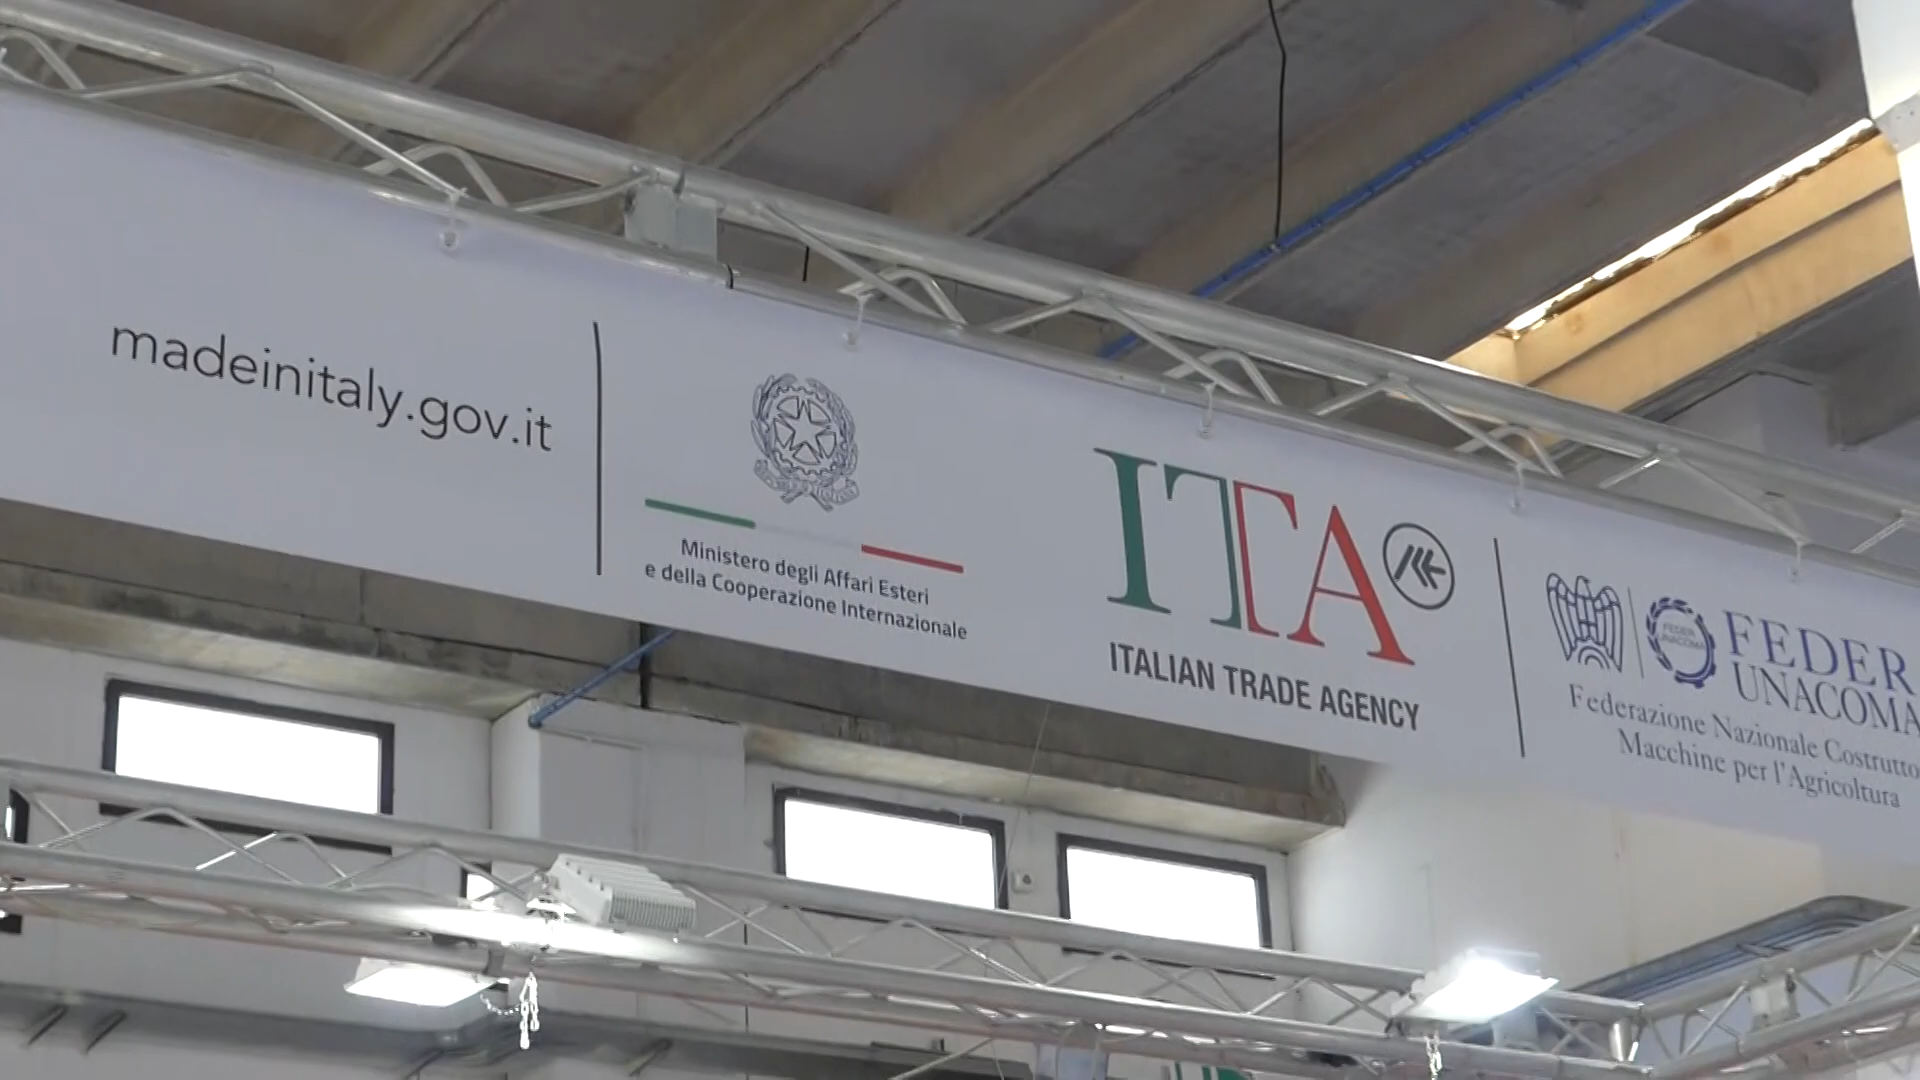 madeinitaly.gov.it
Ministero degli Affari Esteri
e della Cooperazione Internazionale
ITA
ITALIAN TRADE AGENCY
FEDER
UNACOMA
Federazione Nazionale
Macchine per l'Agricoltura